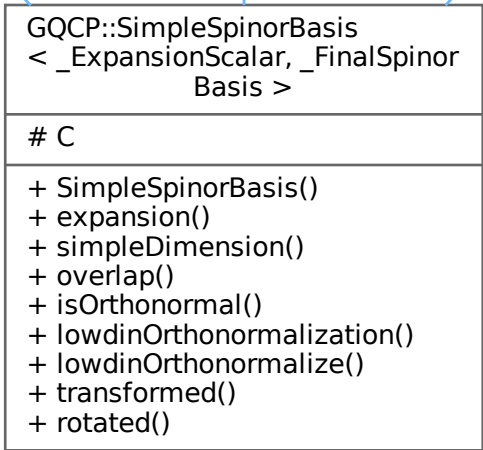 GQCP::SimpleSpinorBasis
< _ExpansionScalar, _FinalSpinor
Basis >
# C
+ SimpleSpinorBasis()
+ expansion()
+ simpleDimension()
+ overlap()
+ isOrthonormal()
+ lowdinOrthonormalization()
+ lowdinOrthonormalize()
+ transformed()
+ rotated()